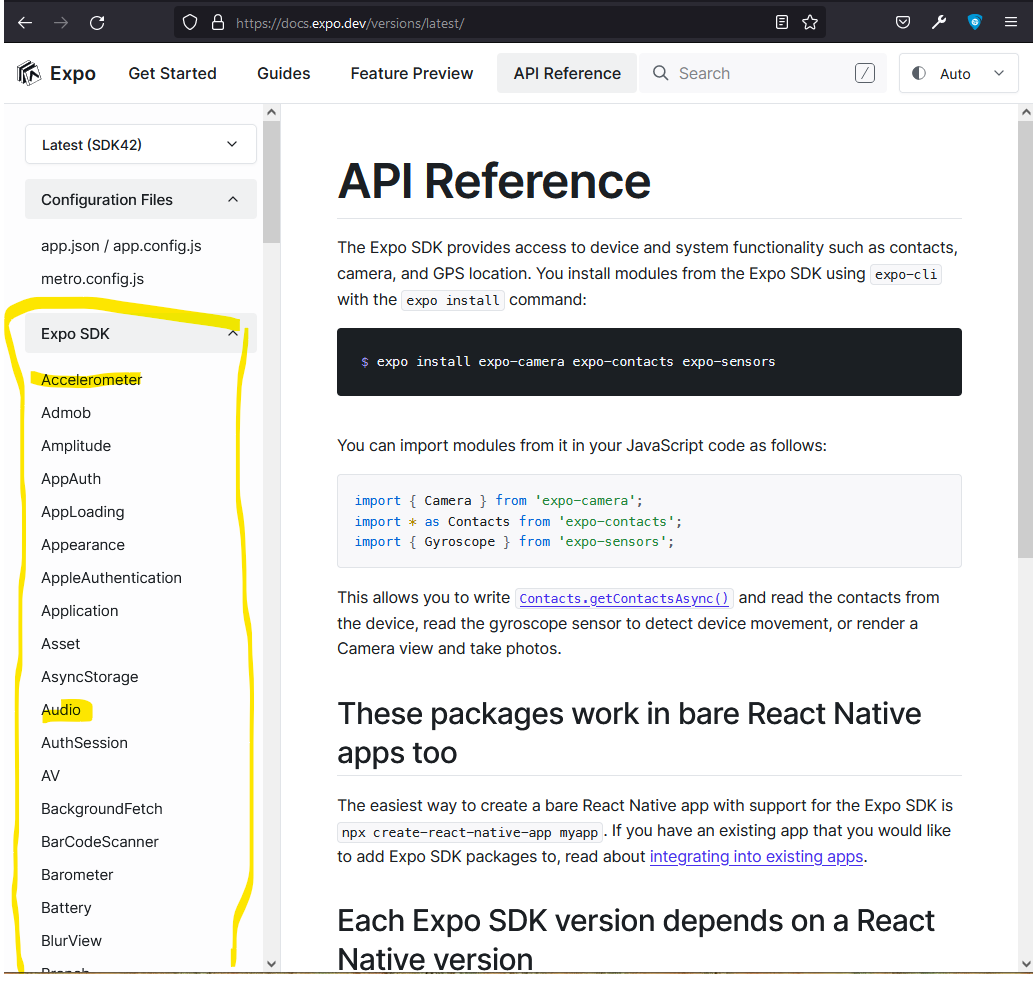 https://docs.expo.dev/versions/latest/
Expo Get Started Guides Feature Preview API Reference Search / Auto
Latest (SDK42)
Configuration Files
app.json / app.config.js
metro.config.js
Expo SDK
Accelerometer
Admob
Amplitude
AppAuth
AppLoading
Appearance
AppleAuthentication
Application
Asset
AsyncStorage
Audio
AuthSession
AV
BackgroundFetch
BarCodeScanner
Barometer
Battery
BlurView
Branch
API Reference
The Expo SDK provides access to device and system functionality such as contacts,
camera, and GPS location. You install modules from the Expo SDK using expo-cli
with the expo install command:
$ expo install expo-camera expo-contacts expo-sensors
You can import modules from it in your JavaScript code as follows:
import { Camera } from 'expo-camera';
import * as Contacts from 'expo-contacts';
import { Gyroscope } from 'expo-sensors';
This allows you to write Contacts.getContactsAsync() and read the contacts from
the device, read the gyroscope sensor to detect device movement, or render a
Camera view and take photos.
These packages work in bare React Native
apps too
The easiest way to create a bare React Native app with support for the Expo SDK is
npx create-react-native-app myapp. If you have an existing app that you would like
to add Expo SDK packages to, read about integrating into existing apps.
Each Expo SDK version depends on a React
Native version